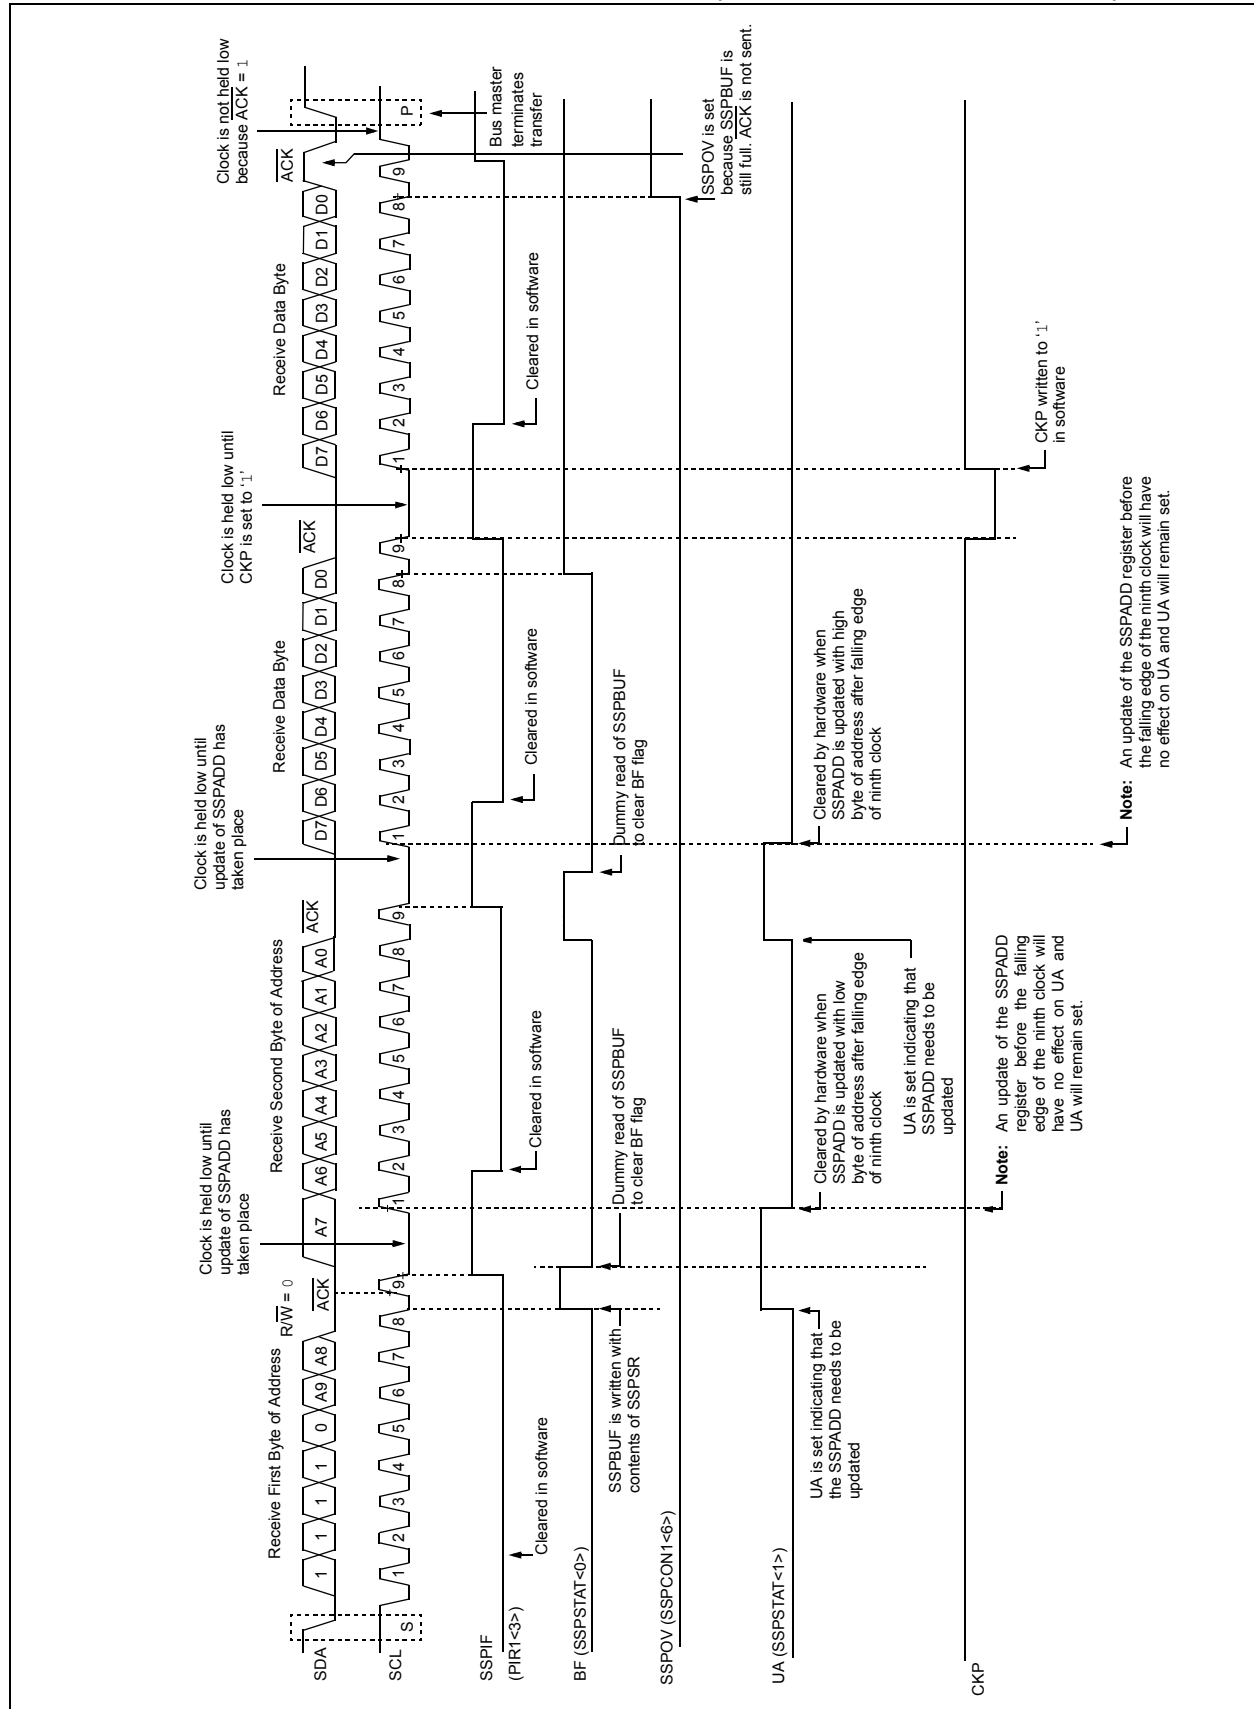 Receive First Byte of Address
R/W = 0
ACK
Receive Second Byte of Address
ACK
Receive Data Byte
ACK
Receive Data Byte
ACK
Clock is held low until
update of SSPADD has
taken place
Clock is held low until
update of SSPADD has
taken place
Clock is held low until
CKP is set to ‘1’
Clock is not held low
because ACK = 1
SDA
1 1 1 1 0 A9 A8
A7 A6 A5 A4 A3 A2 A1 A0
D7 D6 D5 D4 D3 D2 D1 D0
D7 D6 D5 D4 D3 D2 D1 D0
SCL
S
1 2 3 4 5 6 7 8 9
1 2 3 4 5 6 7 8 9
1 2 3 4 5 6 7 8 9
1 2 3 4 5 6 7 8 9
P
Bus master
terminates
transfer
SSPIF
(PIR1<3>)
Cleared in software
Cleared in software
Cleared in software
Cleared in software
BF (SSPSTAT<0>)
SSPBUF is written with
contents of SSPSR
Dummy read of SSPBUF
to clear BF flag
Dummy read of SSPBUF
to clear BF flag
SSPOV (SSPCON1<6>)
SSPOV is set
because SSPBUF is
still full. ACK is not sent.
UA (SSPSTAT<1>)
UA is set indicating that
the SSPADD needs to be
updated
Cleared by hardware when
SSPADD is updated with low
byte of address after falling edge
of ninth clock
UA is set indicating that
SSPADD needs to be
updated
Cleared by hardware when
SSPADD is updated with high
byte of address after falling edge
of ninth clock
CKP
CKP written to ‘1’
in software
Note: An update of the SSPADD
register before the falling
edge of the ninth clock will
have no effect on UA and
UA will remain set.
Note: An update of the SSPADD register before
the falling edge of the ninth clock will have
no effect on UA and UA will remain set.